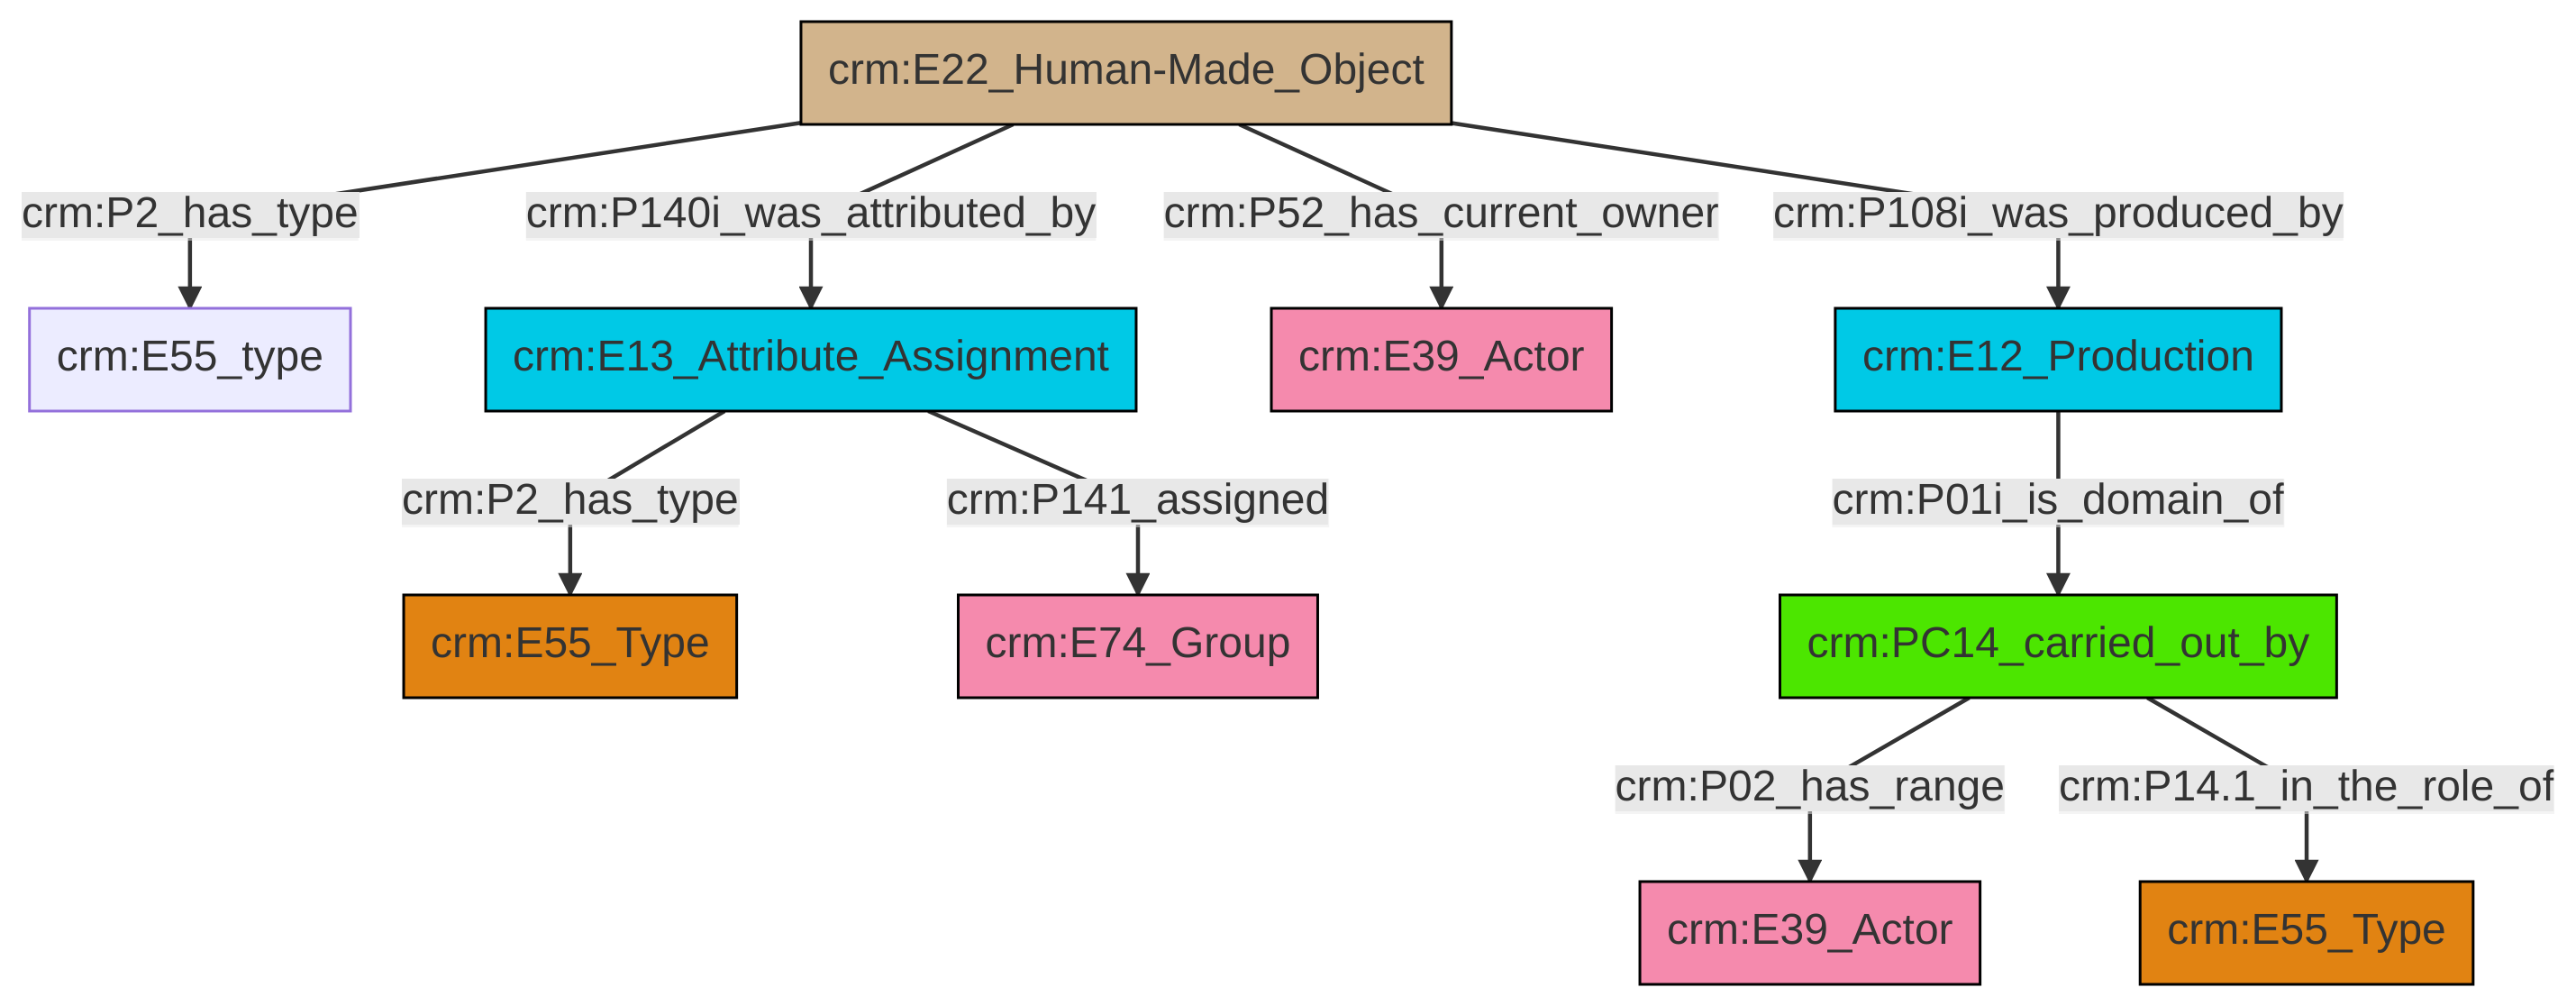 crm:E22_Human-Made_Object
crm:P2_has_type
crm:P140i_was_attributed_by
crm:P52_has_current_owner
crm:P108i_was_produced_by
crm:E55_type
crm:E13_Attribute_Assignment
crm:E39_Actor
crm:E12_Production
crm:P2_has_type
crm:P141_assigned
crm:P01i_is_domain_of
crm:E55_Type
crm:E74_Group
crm:PC14_carried_out_by
crm:P02_has_range
crm:P14.1_in_the_role_of
crm:E39_Actor
crm:E55_Type